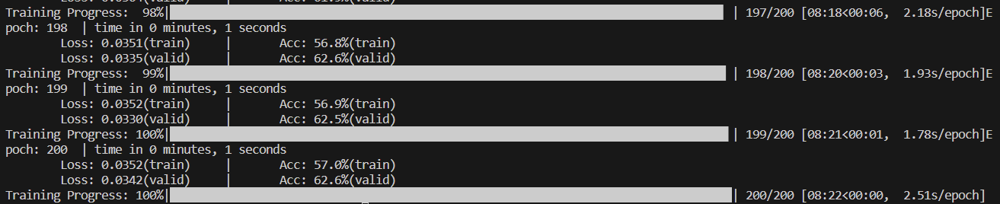 Training Progress:  98%|██████████| 197/200 [08:18<00:06,  2.18s/epoch]E
poch: 198  | time in 0 minutes, 1 seconds
        Loss: 0.0351(train)     |       Acc: 56.8%(train)
        Loss: 0.0335(valid)     |       Acc: 62.6%(valid)
Training Progress:  99%|██████████| 198/200 [08:20<00:03,  1.93s/epoch]E
poch: 199  | time in 0 minutes, 1 seconds
        Loss: 0.0352(train)     |       Acc: 56.9%(train)
        Loss: 0.0330(valid)     |       Acc: 62.5%(valid)
Training Progress: 100%|██████████| 199/200 [08:21<00:01,  1.78s/epoch]E
poch: 200  | time in 0 minutes, 1 seconds
        Loss: 0.0352(train)     |       Acc: 57.0%(train)
        Loss: 0.0342(valid)     |       Acc: 62.6%(valid)
Training Progress: 100%|██████████| 200/200 [08:22<00:00,  2.51s/epoch]